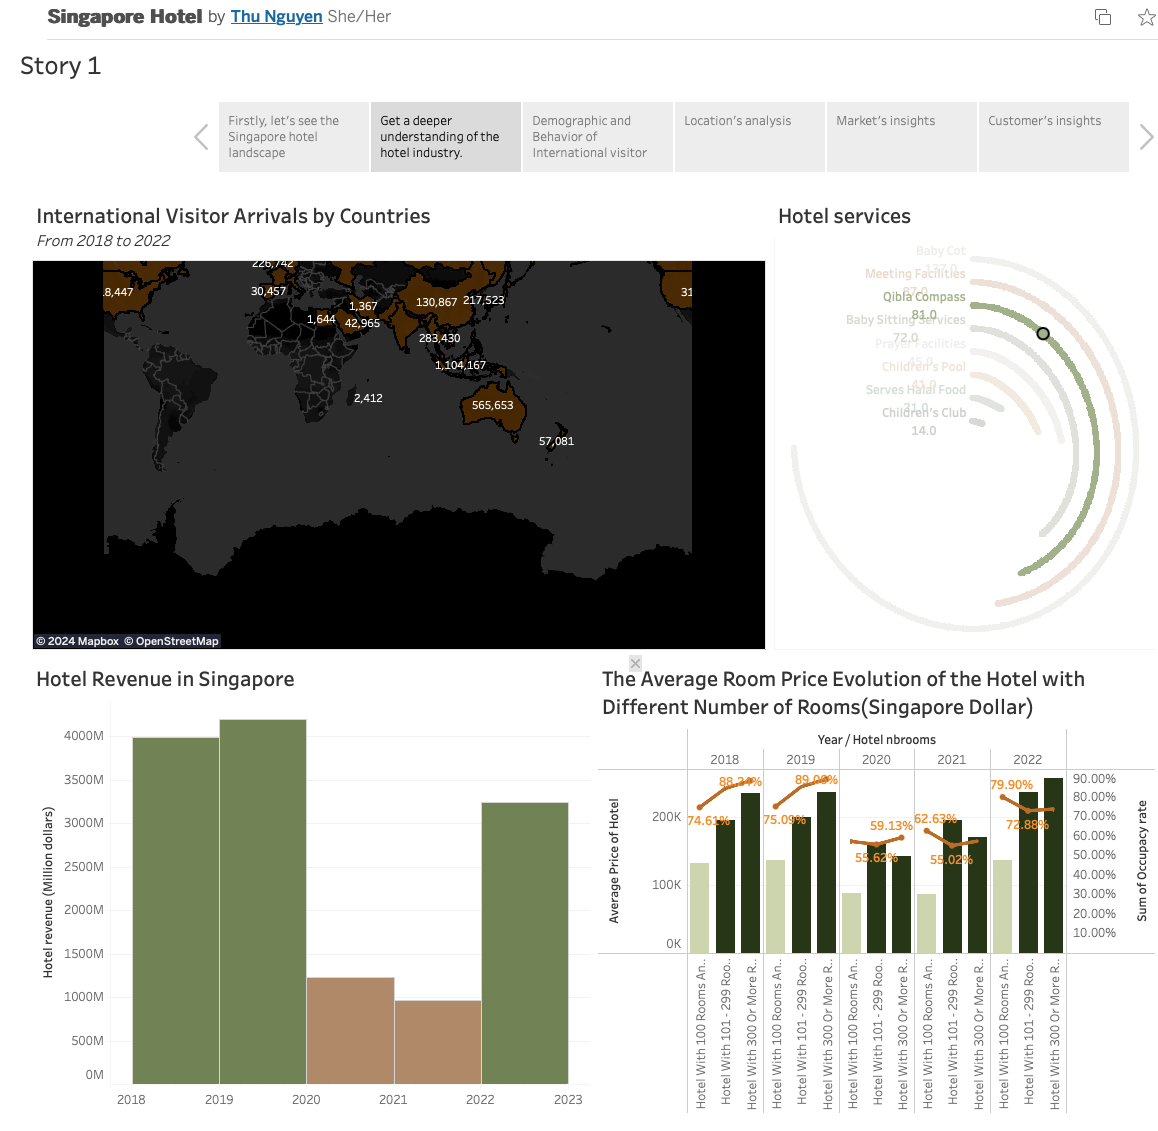 Singapore Hotel by Thu Nguyen She/Her
Story 1
Firstly, let's see the
Singapore hotel
landscape
Get a deeper
understanding of the
hotel industry.
Demographic and
Behavior of
International visitor
Location's analysis
Market's insights
Customer's insights
International Visitor Arrivals by Countries
From 2018 to 2022
226,742
8,447
30,457
1,367
130,867
217,523
31
1,644
42,965
283,430
1,104,167
2,412
565,653
57,081
© 2024 Mapbox © OpenStreetMap
Hotel services
Baby Cot
137.0
Meeting Facilities
87.0
Qibla Compass
81.0
Baby Sitting Services
72.0
Prayer Facilities
45.0
Children's Pool
41.0
Serves Halal Food
21.0
Children's Club
14.0
Hotel Revenue in Singapore
Hotel revenue (Million dollars)
4000M
3500M
3000M
2500M
2000M
1500M
1000M
500M
0M
2018
2019
2020
2021
2022
2023
The Average Room Price Evolution of the Hotel with
Different Number of Rooms(Singapore Dollar)
Year / Hotel nbrooms
2018
2019
2020
2021
2022
Average Price of Hotel
200K
100K
0K
74.61%
75.09%
55.62%
59.13%
62.63%
55.02%
79.90%
72.88%
90.00%
80.00%
70.00%
60.00%
50.00%
40.00%
30.00%
20.00%
10.00%
Sum of Occupacy rate
Hotel With 100 Rooms An..
Hotel With 101 - 299 Roo..
Hotel With 300 Or More R..
Hotel With 100 Rooms An..
Hotel With 101 - 299 Roo..
Hotel With 300 Or More R..
Hotel With 100 Rooms An..
Hotel With 101 - 299 Roo..
Hotel With 300 Or More R..
Hotel With 100 Rooms An..
Hotel With 101 - 299 Roo..
Hotel With 300 Or More R..
Hotel With 100 Rooms An..
Hotel With 101 - 299 Roo..
Hotel With 300 Or More R..